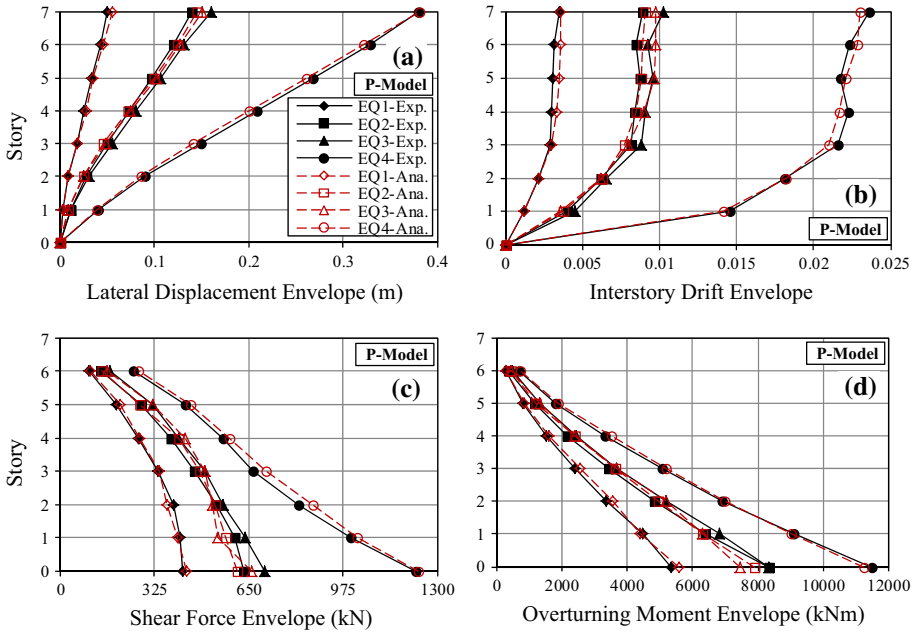 7
6
5
4
3
2
1
0
Story
(a)
P-Model
EQ1-Exp.
EQ2-Exp.
EQ3-Exp.
EQ4-Exp.
EQ1-Ana.
EQ2-Ana.
EQ3-Ana.
EQ4-Ana.
0 0.1 0.2 0.3 0.4
Lateral Displacement Envelope (m)
7
6
5
4
3
2
1
0
(b)
P-Model
0 0.005 0.01 0.015 0.02 0.025
Interstory Drift Envelope
7
6
5
4
3
2
1
0
Story
P-Model
(c)
0 325 650 975 1300
Shear Force Envelope (kN)
7
6
5
4
3
2
1
0
P-Model
(d)
0 2000 4000 6000 8000 10000 12000
Overturning Moment Envelope (kNm)